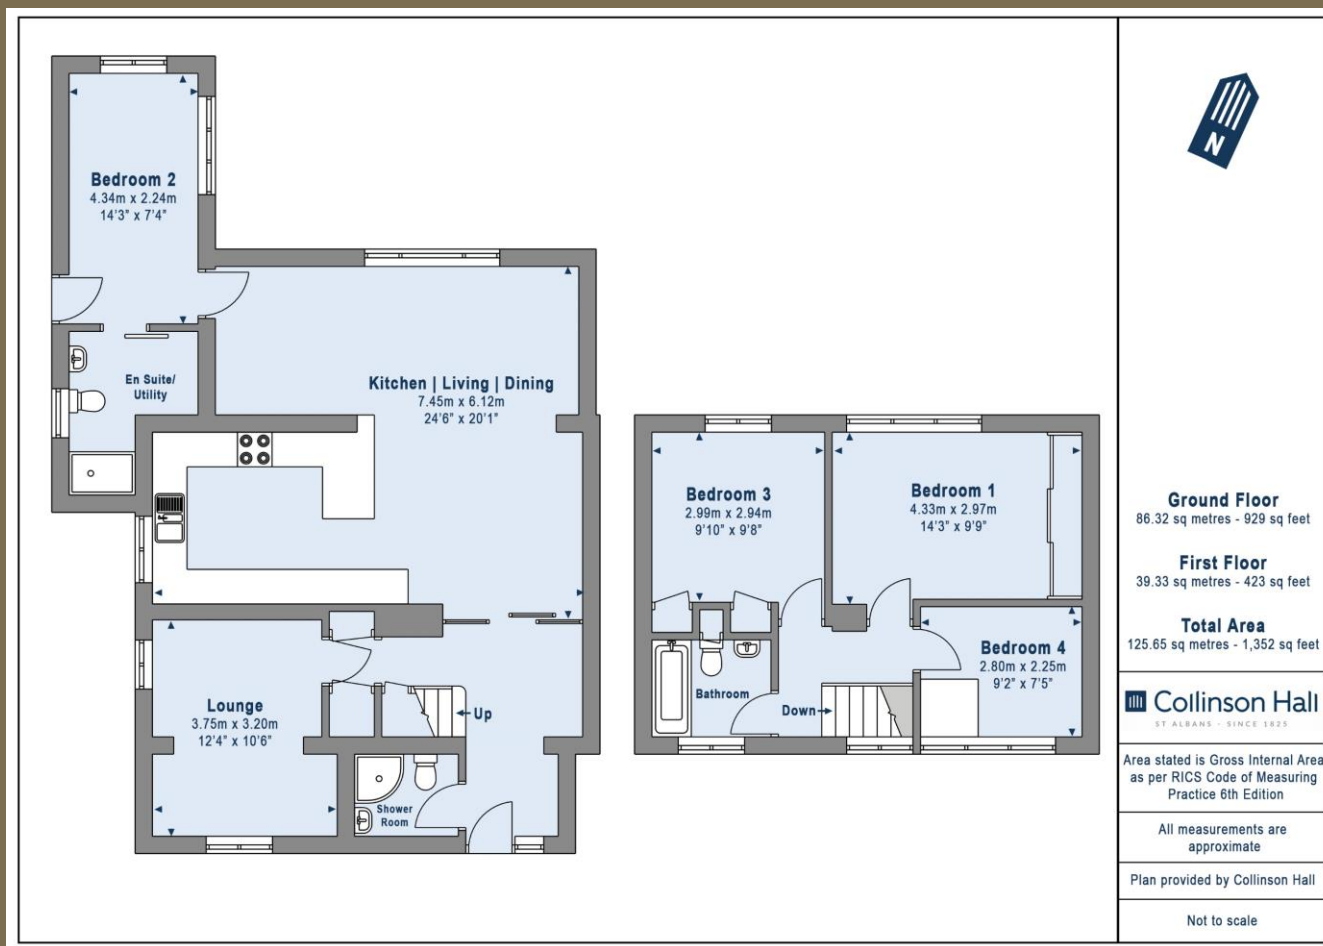 Bedroom 2
4.34m x 2.24m
14'3" x 7'4"
En Suite/
Utility
Kitchen | Living | Dining
7.45m x 6.12m
24'6" x 20'1"
Lounge
3.75m x 3.20m
12'4" x 10'6"
Up
Shower
Room
Bedroom 3
2.99m x 2.94m
9'10" x 9'8"
Bedroom 1
4.33m x 2.97m
14'3" x 9'9"
Bedroom 4
2.80m x 2.25m
9'2" x 7'5"
Bathroom
Down
N
Ground Floor
86.32 sq metres - 929 sq feet
First Floor
39.33 sq metres - 423 sq feet
Total Area
125.65 sq metres - 1,352 sq feet
Collinson Hall
ST ALBANS - SINCE 1825
Area stated is Gross Internal Area
as per RICS Code of Measuring
Practice 6th Edition
All measurements are
approximate
Plan provided by Collinson Hall
Not to scale